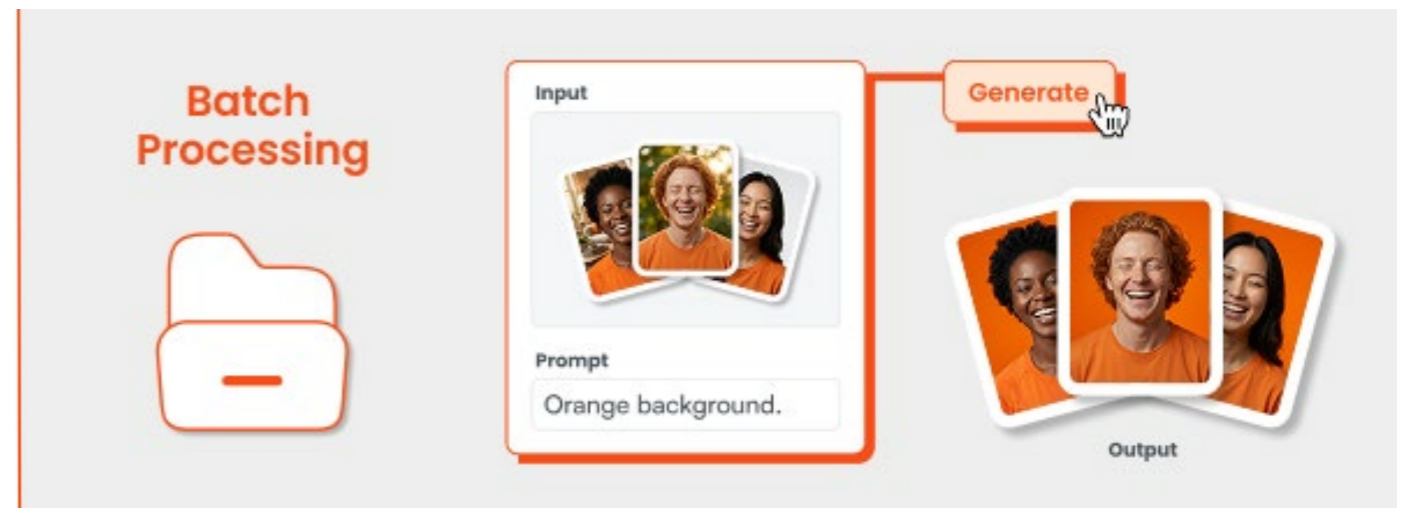 Batch
Processing
Input
Prompt
Orange background.
Generate
Output